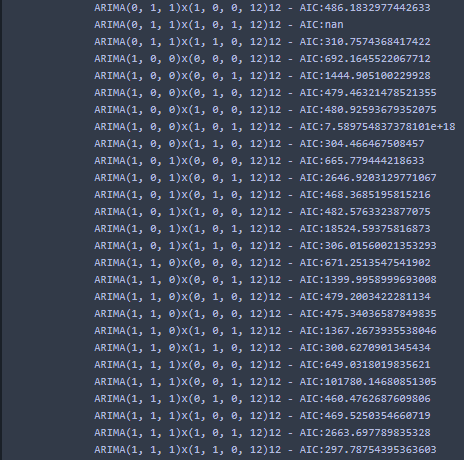 ARIMA(0, 1, 1)x(1, 0, 0, 12)12 - AIC:486.1832977442633
ARIMA(0, 1, 1)x(1, 0, 1, 12)12 - AIC:nan
ARIMA(0, 1, 1)x(1, 1, 0, 12)12 - AIC:310.7574368417422
ARIMA(1, 0, 0)x(0, 0, 0, 12)12 - AIC:692.1645522067712
ARIMA(1, 0, 0)x(0, 0, 1, 12)12 - AIC:1444.905100229928
ARIMA(1, 0, 0)x(0, 1, 0, 12)12 - AIC:479.46321478521355
ARIMA(1, 0, 0)x(1, 0, 0, 12)12 - AIC:480.92593679352075
ARIMA(1, 0, 0)x(1, 0, 1, 12)12 - AIC:7.589754837378101e+18
ARIMA(1, 0, 0)x(1, 1, 0, 12)12 - AIC:304.466467508457
ARIMA(1, 0, 1)x(0, 0, 0, 12)12 - AIC:665.779444218633
ARIMA(1, 0, 1)x(0, 0, 1, 12)12 - AIC:2646.9203129771067
ARIMA(1, 0, 1)x(0, 1, 0, 12)12 - AIC:468.3685195815216
ARIMA(1, 0, 1)x(1, 0, 0, 12)12 - AIC:482.5763323877075
ARIMA(1, 0, 1)x(1, 0, 1, 12)12 - AIC:18524.59375816873
ARIMA(1, 0, 1)x(1, 1, 0, 12)12 - AIC:306.01560021353293
ARIMA(1, 1, 0)x(0, 0, 0, 12)12 - AIC:671.2513547541902
ARIMA(1, 1, 0)x(0, 0, 1, 12)12 - AIC:1399.9958999693008
ARIMA(1, 1, 0)x(0, 1, 0, 12)12 - AIC:479.2003422281134
ARIMA(1, 1, 0)x(1, 0, 0, 12)12 - AIC:475.34036587849835
ARIMA(1, 1, 0)x(1, 0, 1, 12)12 - AIC:1367.2673935538046
ARIMA(1, 1, 0)x(1, 1, 0, 12)12 - AIC:300.6270901345434
ARIMA(1, 1, 1)x(0, 0, 0, 12)12 - AIC:649.0318019835621
ARIMA(1, 1, 1)x(0, 0, 1, 12)12 - AIC:101780.14680851305
ARIMA(1, 1, 1)x(0, 1, 0, 12)12 - AIC:460.4762687609806
ARIMA(1, 1, 1)x(1, 0, 0, 12)12 - AIC:469.5250354660719
ARIMA(1, 1, 1)x(1, 0, 1, 12)12 - AIC:2663.697789835328
ARIMA(1, 1, 1)x(1, 1, 0, 12)12 - AIC:297.78754395363603